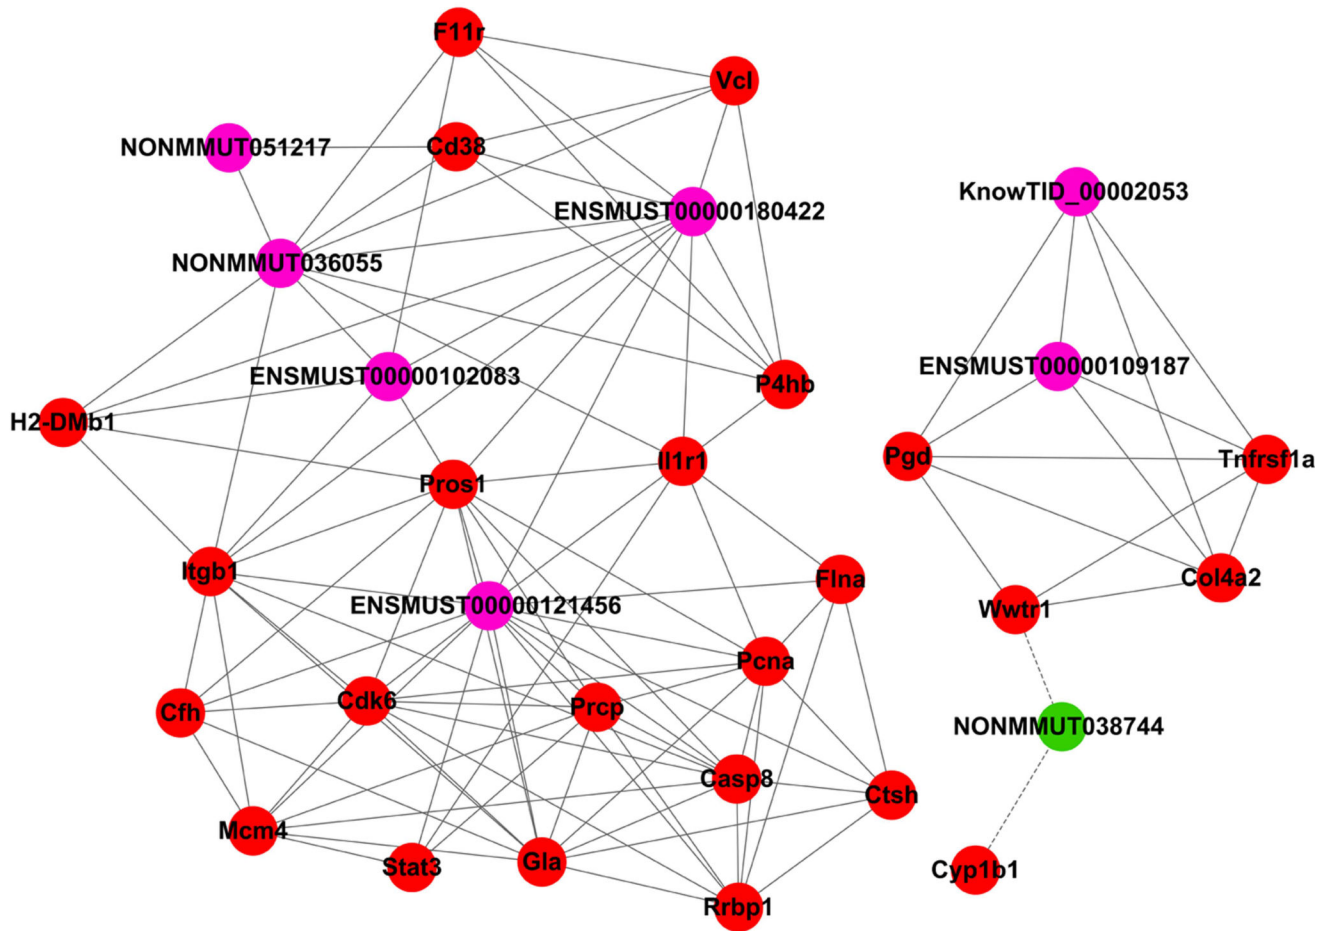 F11r
Vcl
NONMMUT051217
Cd38
KnowTID_00002053
ENSMUST00000180422
NONMMUT036055
ENSMUST00000109187
ENSMUST00000102083
P4hb
H2-DMb1
Il1r1
Pgd
Tnfrsf1a
Pros1
Itgb1
Flna
Col4a2
ENSMUST00000121456
Wwtr1
Pcna
Cdk6
Cfh
Prcp
NONMMUT038744
Casp8
Ctsh
Mcm4
Stat3
Gla
Cyp1b1
Rrbp1